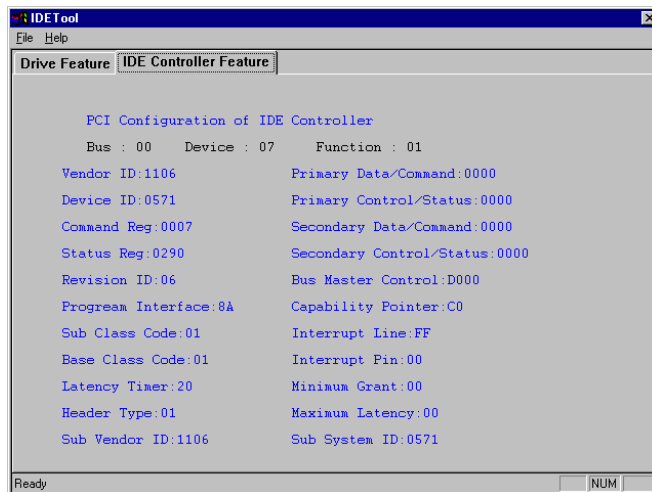 IDETool
File Help
Drive Feature IDE Controller Feature
PCI Configuration of IDE Controller
Bus : 00 Device : 07 Function : 01
Vendor ID:1106 Primary Data/Command:0000
Device ID:0571 Primary Control/Status:0000
Command Reg:0007 Secondary Data/Command:0000
Status Reg:0290 Secondary Control/Status:0000
Revision ID:06 Bus Master Control:D000
Progream Interface:8A Capability Pointer:C0
Sub Class Code:01 Interrupt Line:FF
Base Class Code:01 Interrupt Pin:00
Latency Timer:20 Minimum Grant:00
Header Type:01 Maximum Latency:00
Sub Vendor ID:1106 Sub System ID:0571
Ready NUM